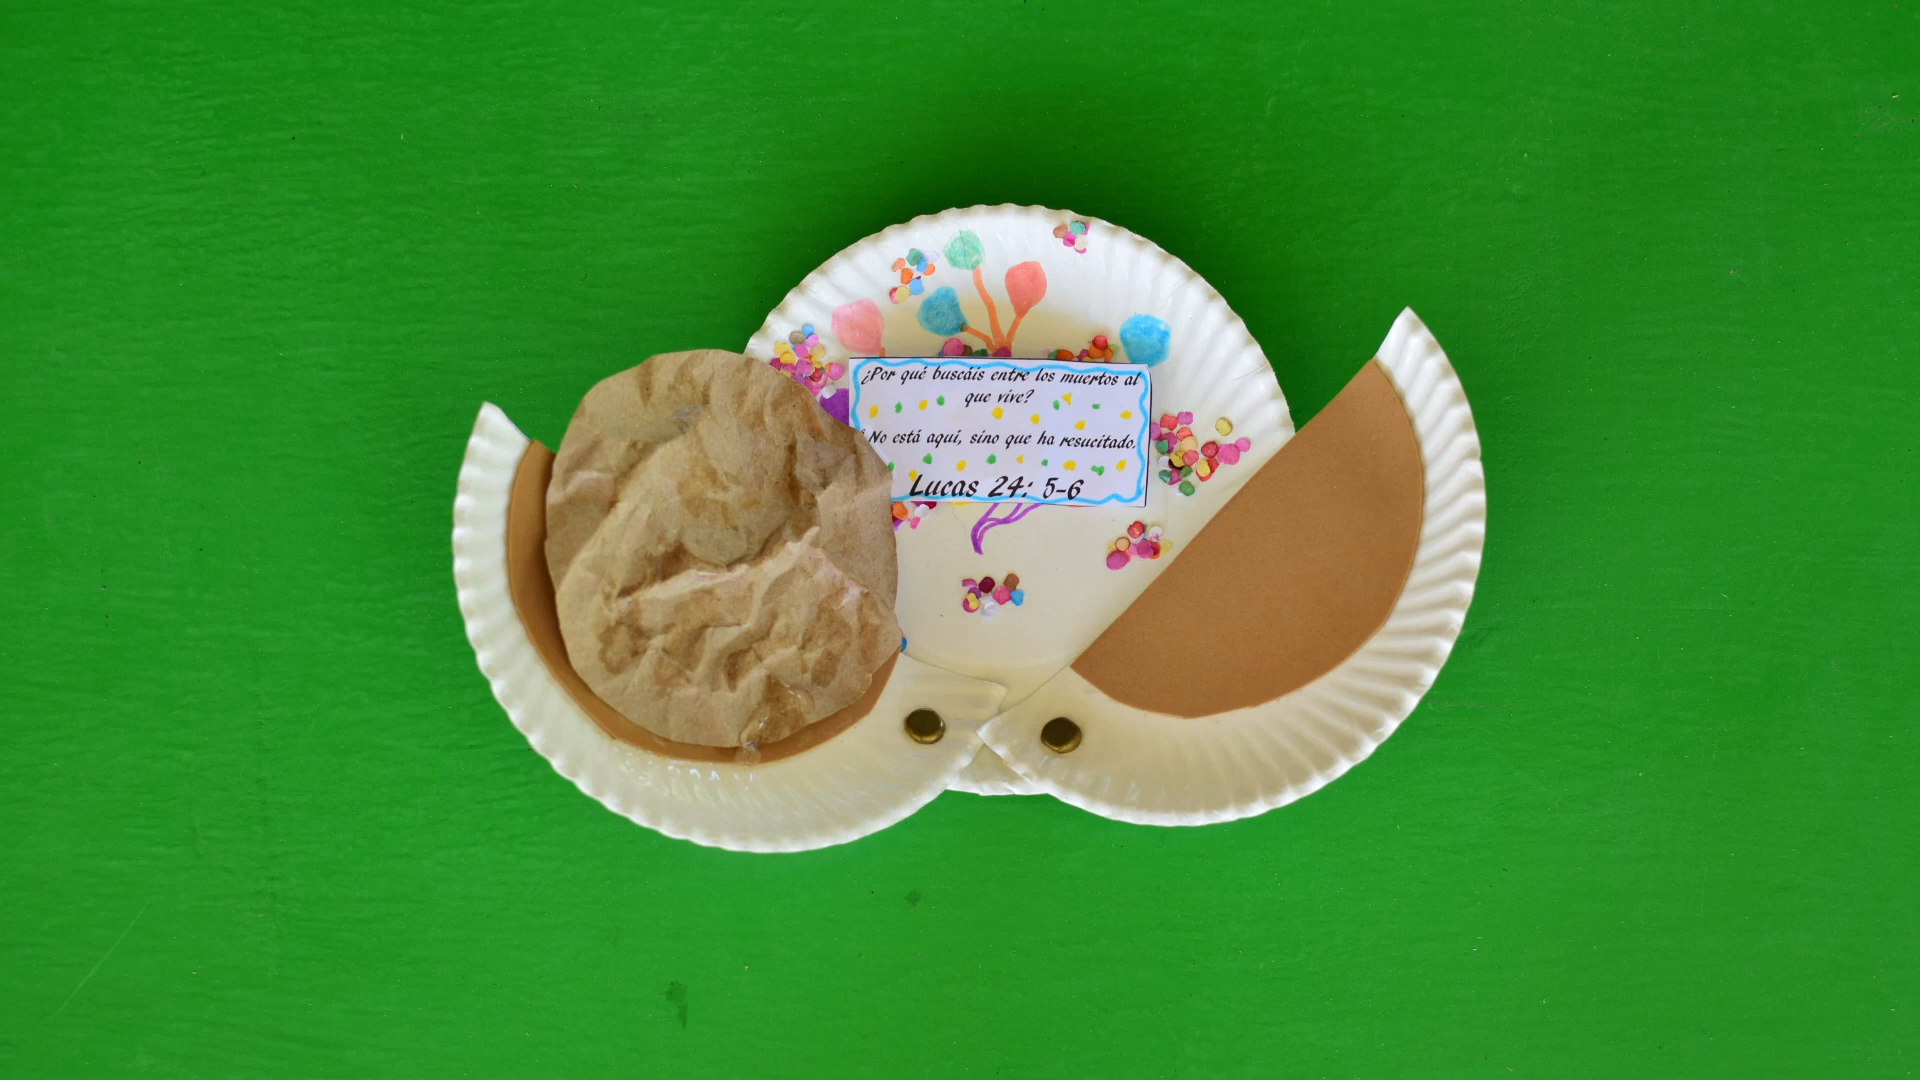 ¿Por qué buscáis entre los muertos al
que vive?
No está aquí, sino que ha resucitado.
Lucas 24: 5-6